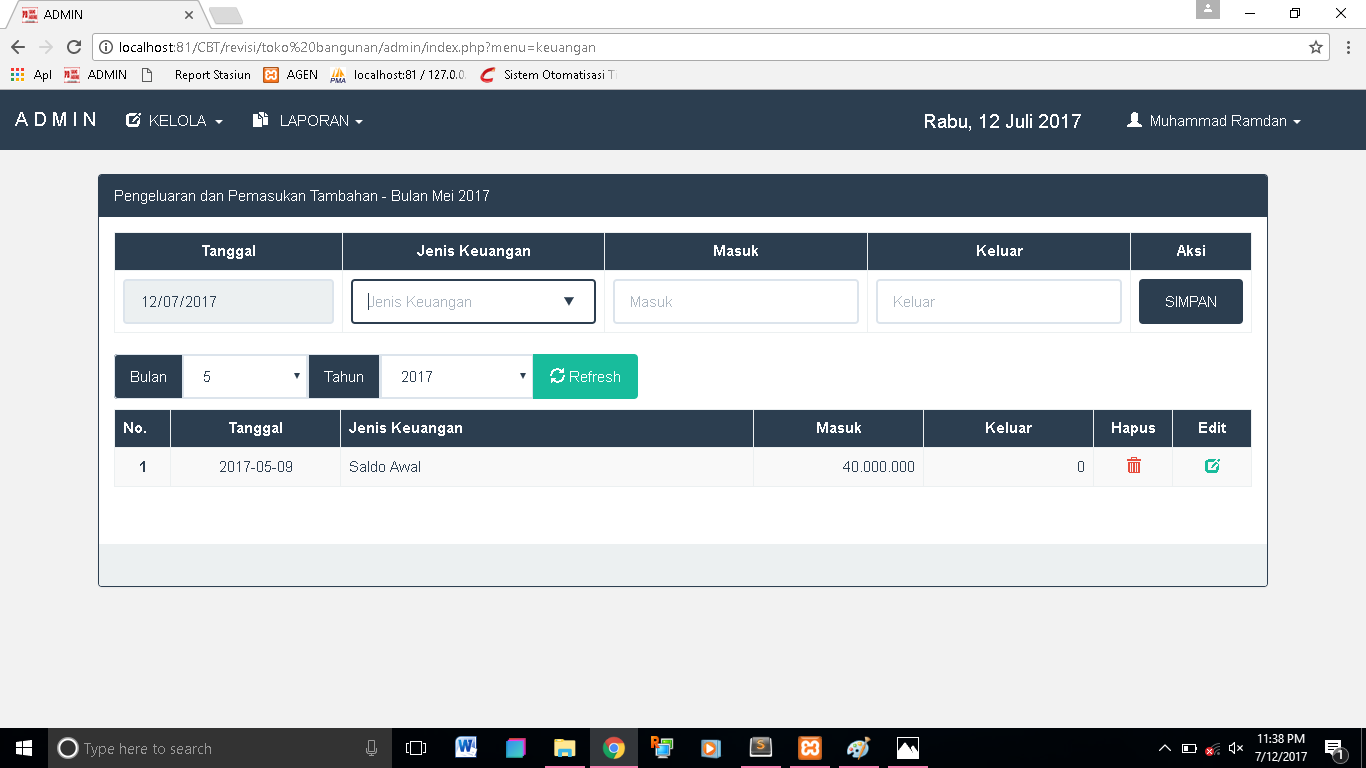 ADMIN
localhost:81/CBT/revisi/toko%20bangunan/admin/index.php?menu=keuangan
Apl ADMIN Report Stasiun AGEN localhost:81 / 127.0.0. Sistem Otomatisasi Ti
ADMIN KELOLA LAPORAN Rabu, 12 Juli 2017 Muhammad Ramdan
Pengeluaran dan Pemasukan Tambahan - Bulan Mei 2017
Tanggal Jenis Keuangan Masuk Keluar Aksi
12/07/2017 Jenis Keuangan Masuk Keluar SIMPAN
Bulan 5 Tahun 2017 Refresh
No. Tanggal Jenis Keuangan Masuk Keluar Hapus Edit
1 2017-05-09 Saldo Awal 40.000.000 0
Type here to search
11:38 PM
7/12/2017
1